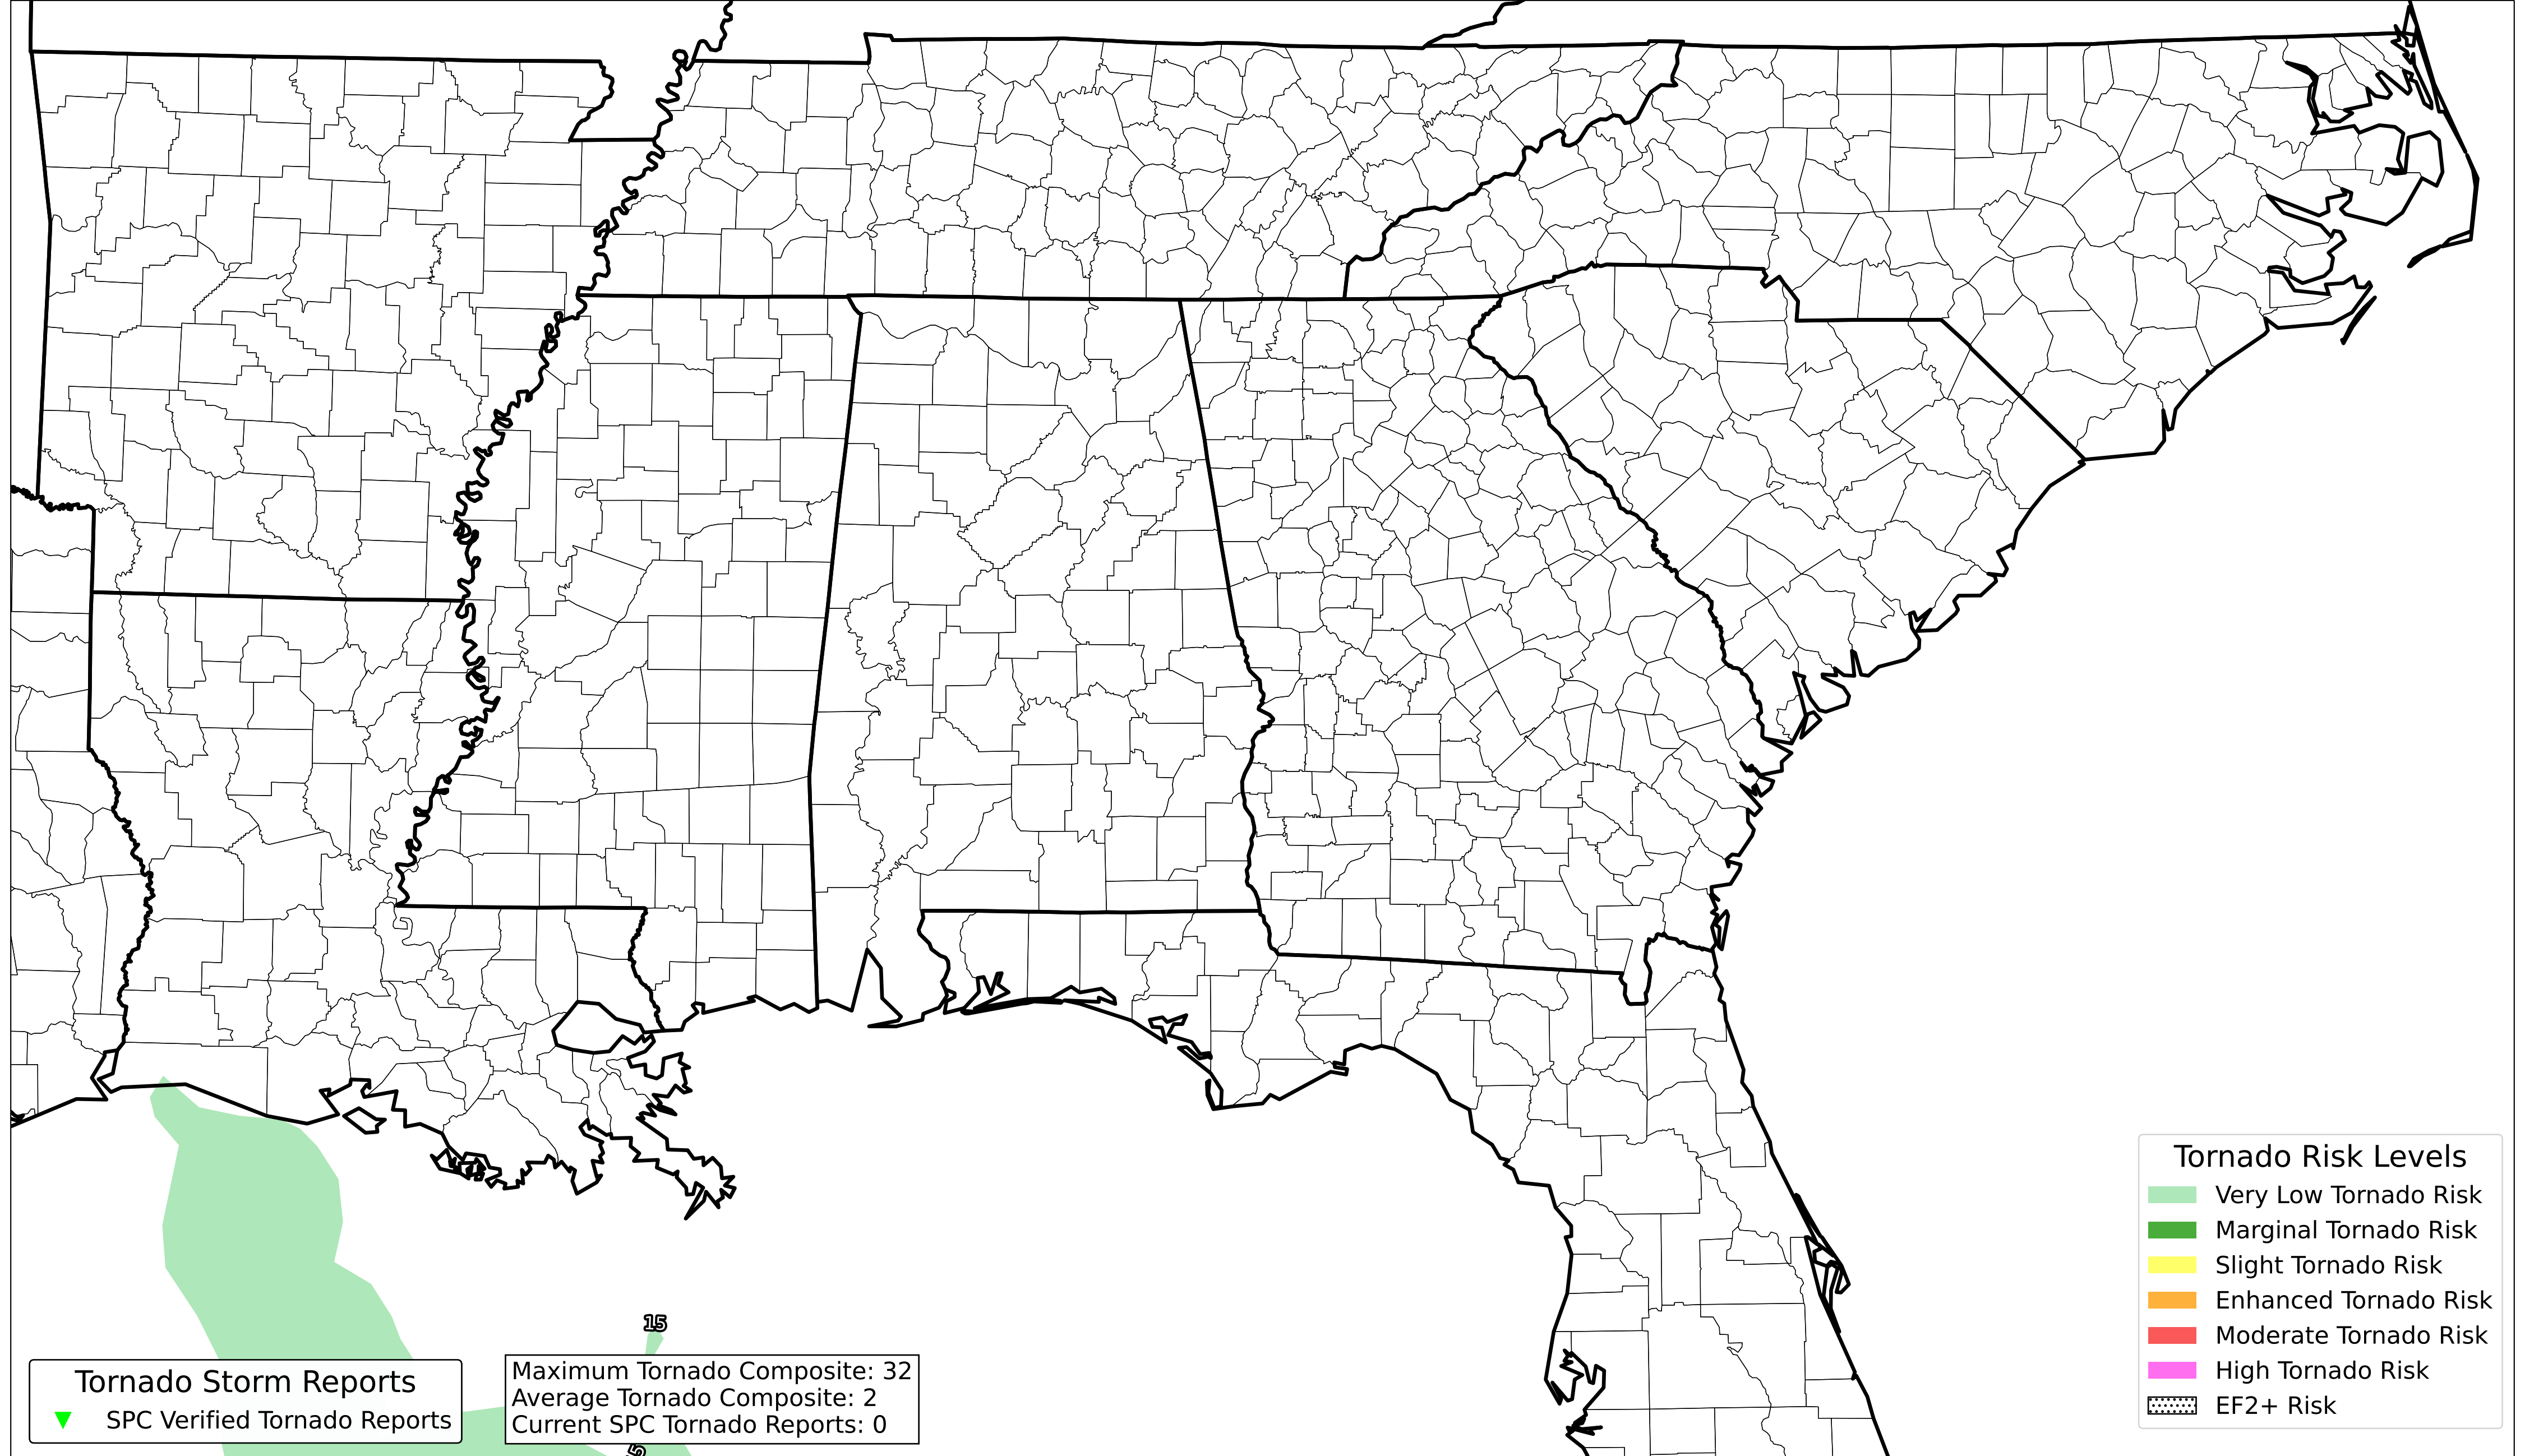 15
Tornado Storm Reports
SPC Verified Tornado Reports
Maximum Tornado Composite: 32
Average Tornado Composite: 2
Current SPC Tornado Reports: 0
Tornado Risk Levels
Very Low Tornado Risk
Marginal Tornado Risk
Slight Tornado Risk
Enhanced Tornado Risk
Moderate Tornado Risk
High Tornado Risk
EF2+ Risk